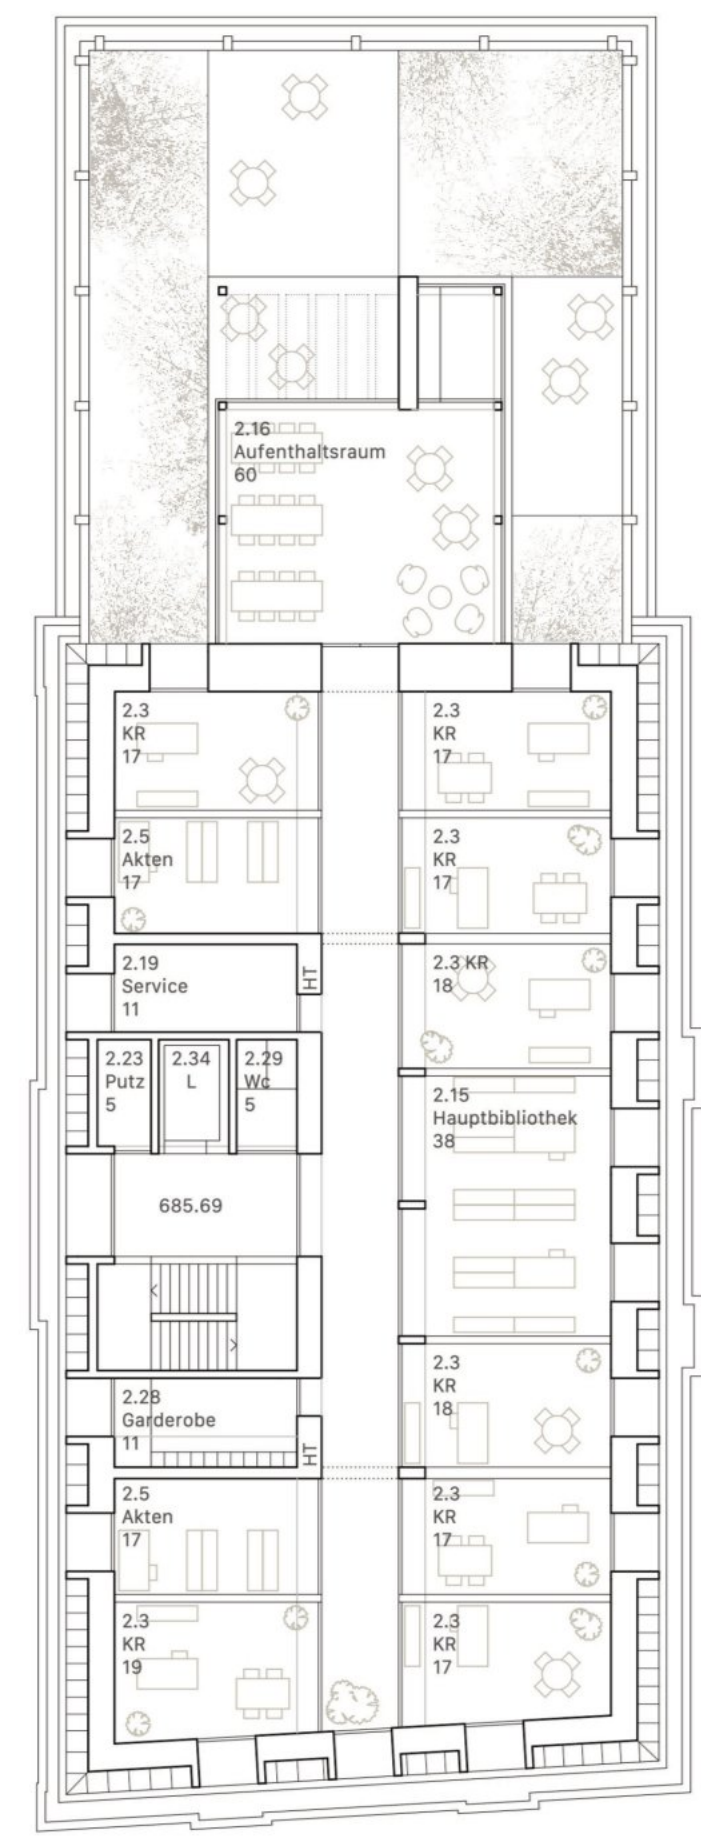 2.16
Aufenthaltsraum
60
2.3
KR
17
2.3
KR
17
2.5
Akten
17
2.3
KR
17
2.19
Service
11
HT
2.3 KR
18
2.23
Putz
5
2.34
L
2.29
Wc
5
2.15
Hauptbibliothek
38
685.69
2.3
KR
18
2.28
Garderobe
11
HT
2.5
Akten
17
2.3
KR
17
2.3
KR
19
2.3
KR
17